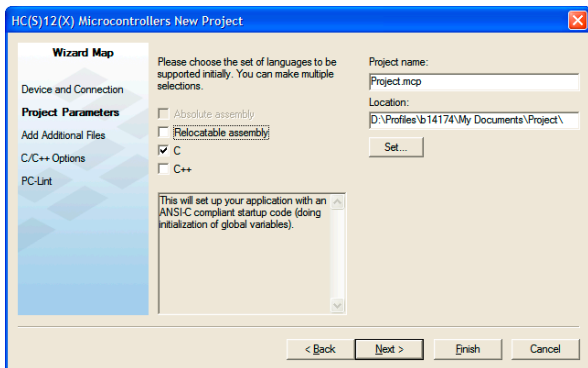 HC(S)12(X) Microcontrollers New Project
Wizard Map
Device and Connection
Project Parameters
Add Additional Files
C/C++ Options
PC-Lint
Please choose the set of languages to be
supported initially. You can make multiple
selections.
Absolute assembly
Relocatable assembly
C
C++
This will set up your application with an
ANSI-C compliant startup code (doing
initialization of global variables).
Project name:
Project.mcp
Location:
D:\Profiles\b14174\My Documents\Project\
Set...
< Back
Next >
Finish
Cancel